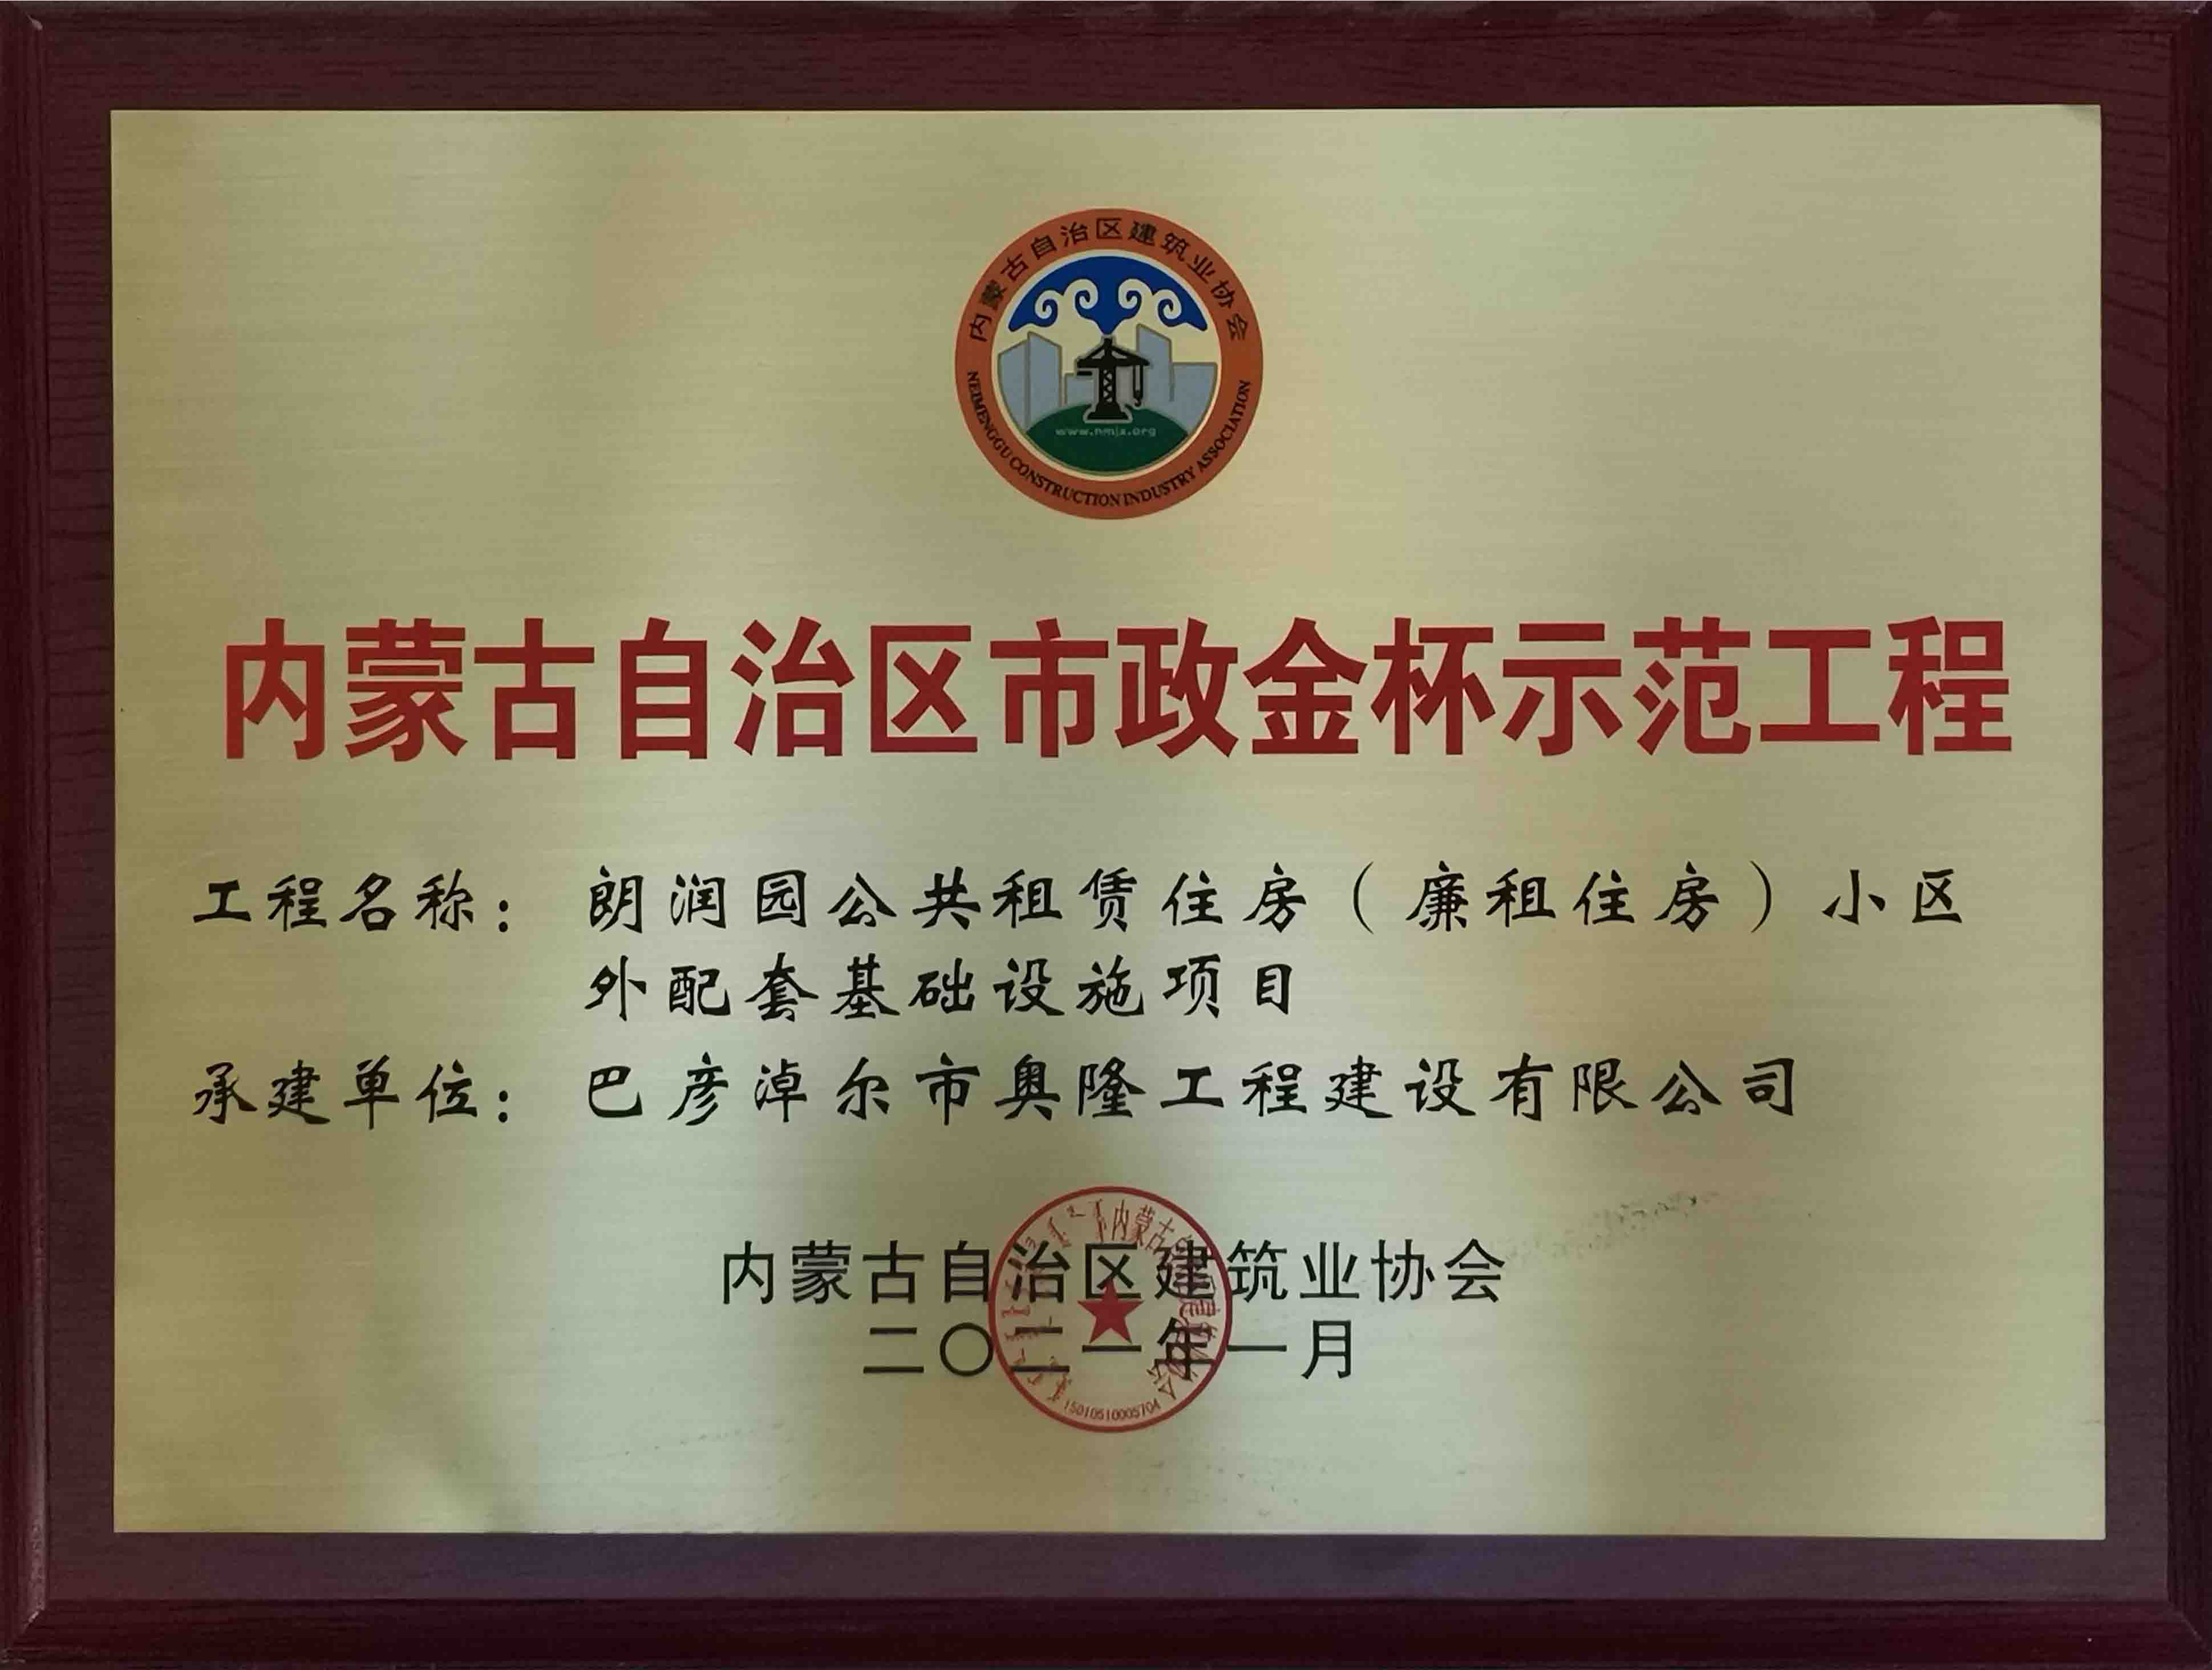 内蒙古自治区建筑业协会
www.nmjx.org
NEIMENGGU CONSTRUCTION INDUSTRY ASSOCIATION
内蒙古自治区市政金杯示范工程
工程名称：朗润园公共租赁住房（廉租住房）小区
外配套基础设施项目
承建单位：巴彦淖尔市奥隆工程建设有限公司
内蒙古自治区建筑业协会
二〇二一年一月
15010510005704